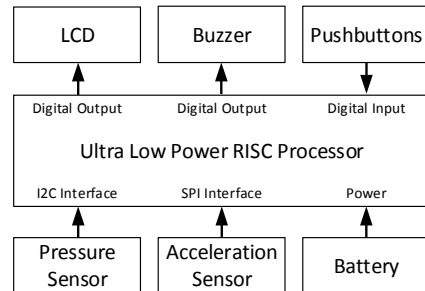 LCD
Buzzer
Pushbuttons
Digital Output
Digital Output
Digital Input
Ultra Low Power RISC Processor
I2C Interface
SPI Interface
Power
Pressure
Sensor
Acceleration
Sensor
Battery